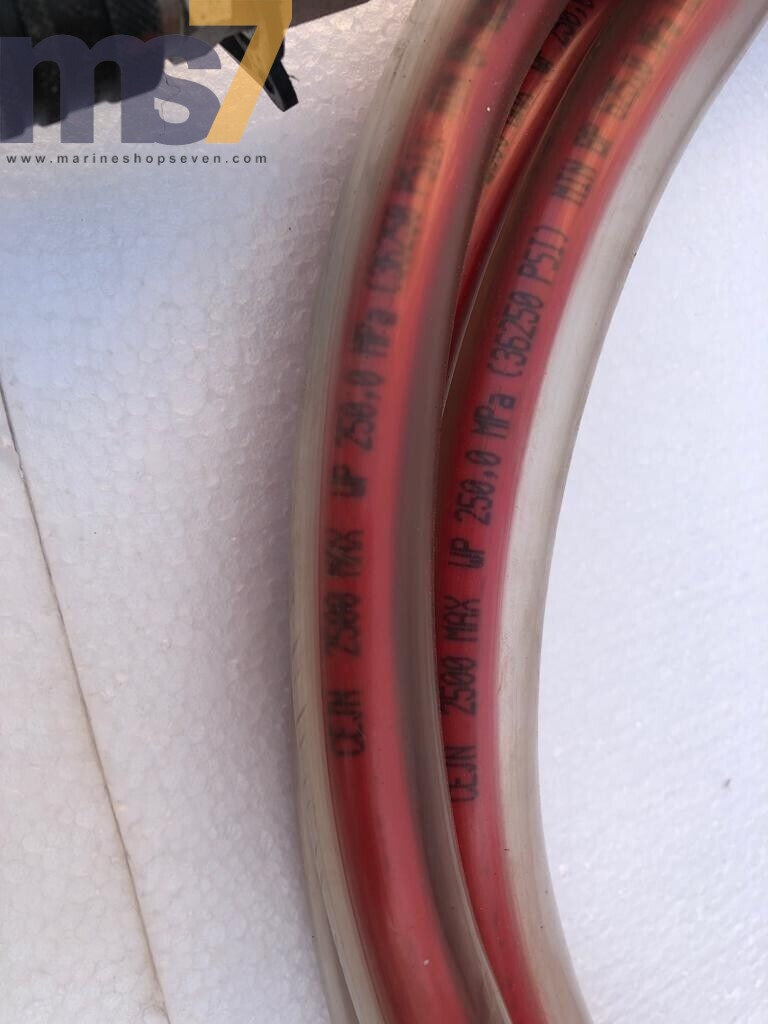 ms7
www.marineshopseven.com
CEJN 2500 MAX WP 250,0 MPa (36250 PSI)
CEJN 2500 MAX WP 250,0 MPa (36250 PSI) MIN BP